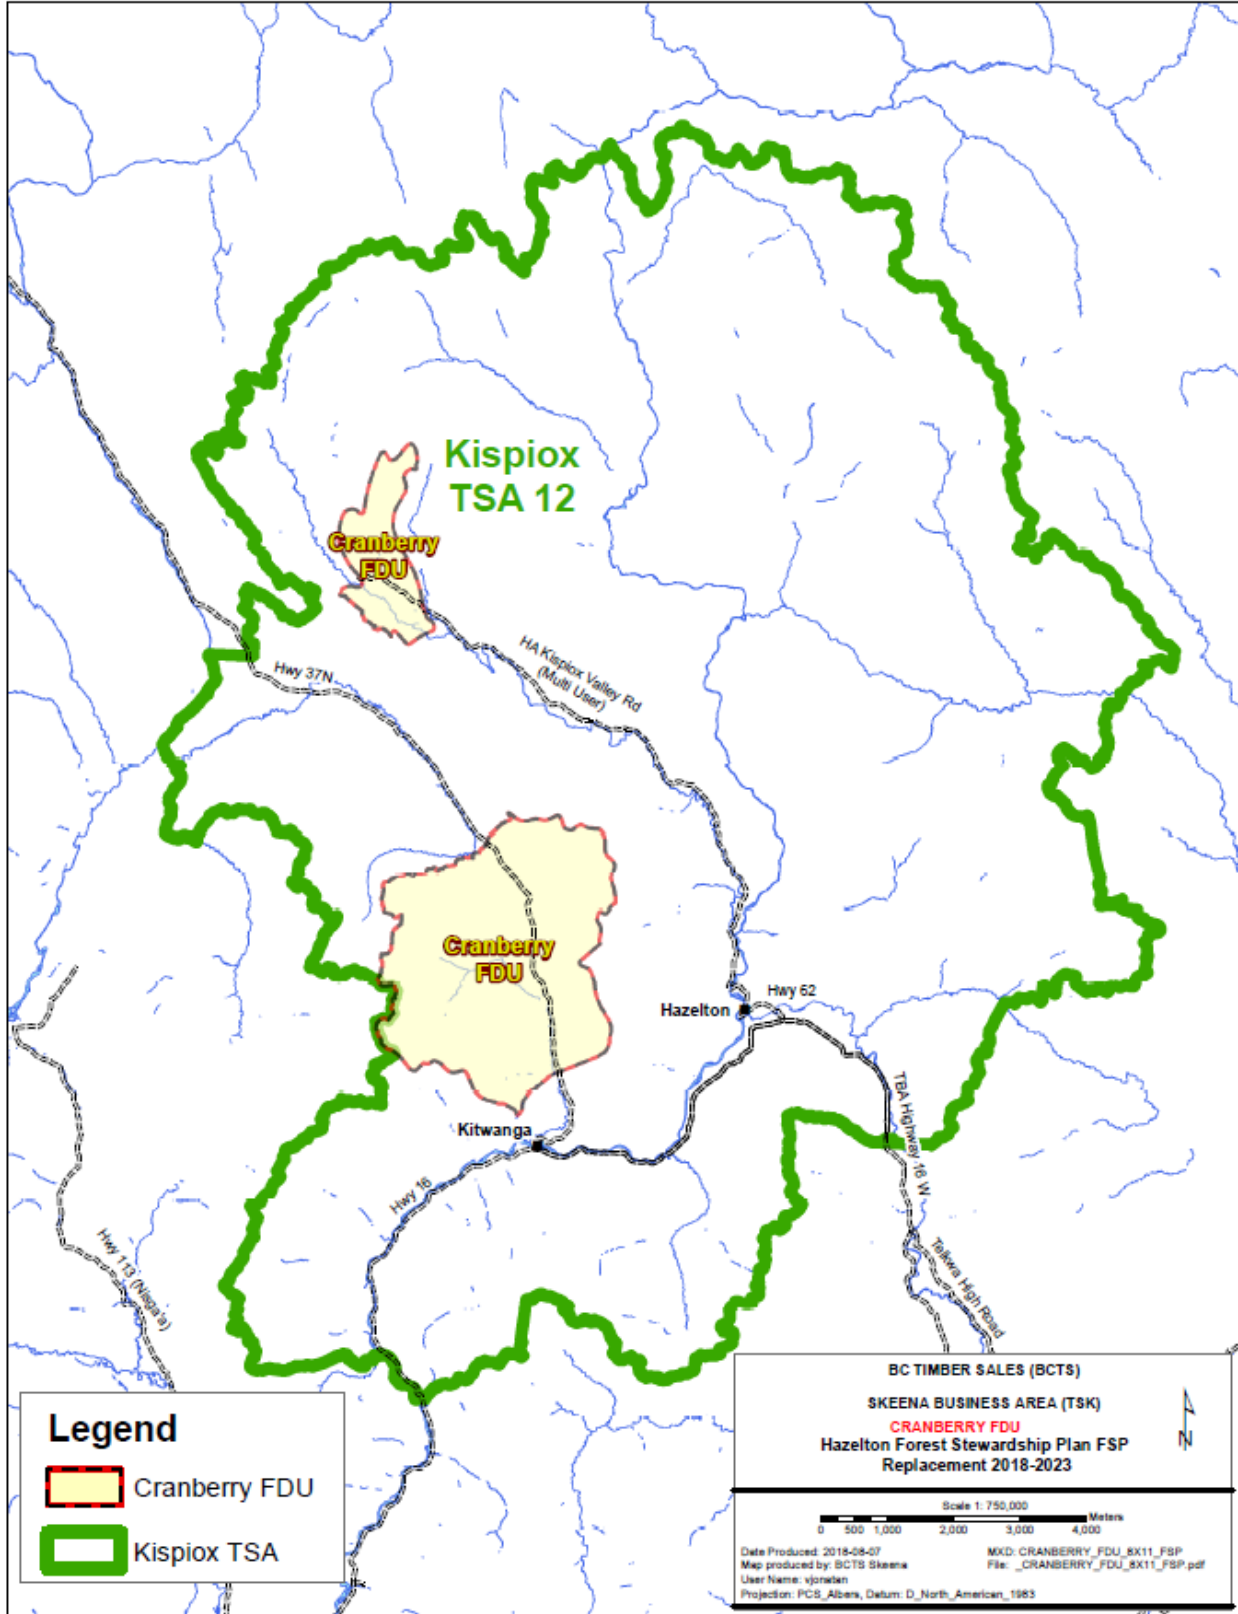 Kispiox
TSA 12
Cranberry
FDU
HA Kispiox Valley Rd
(Multi User)
Hwy 37N
Cranberry
FDU
Hazelton
Hwy 62
TBA Highway 16 W
Kitwanga
Hwy 16
Telkwa High Road
Hwy 113 (Nisga'a)
Legend
Cranberry FDU
Kispiox TSA
BC TIMBER SALES (BCTS)
SKEENA BUSINESS AREA (TSK)
CRANBERRY FDU
Hazelton Forest Stewardship Plan FSP
Replacement 2018-2023
N
Scale 1: 750,000
Meters
0 500 1,000 2,000 3,000 4,000
Date Produced: 2018-08-07 MXD: CRANBERRY_FDU_8X11_FSP
Map produced by: BCTS Skeena File: _CRANBERRY_FDU_8X11_FSP.pdf
User Name: vjonatan
Projection: PCS_Albers, Datum: D_North_American_1983